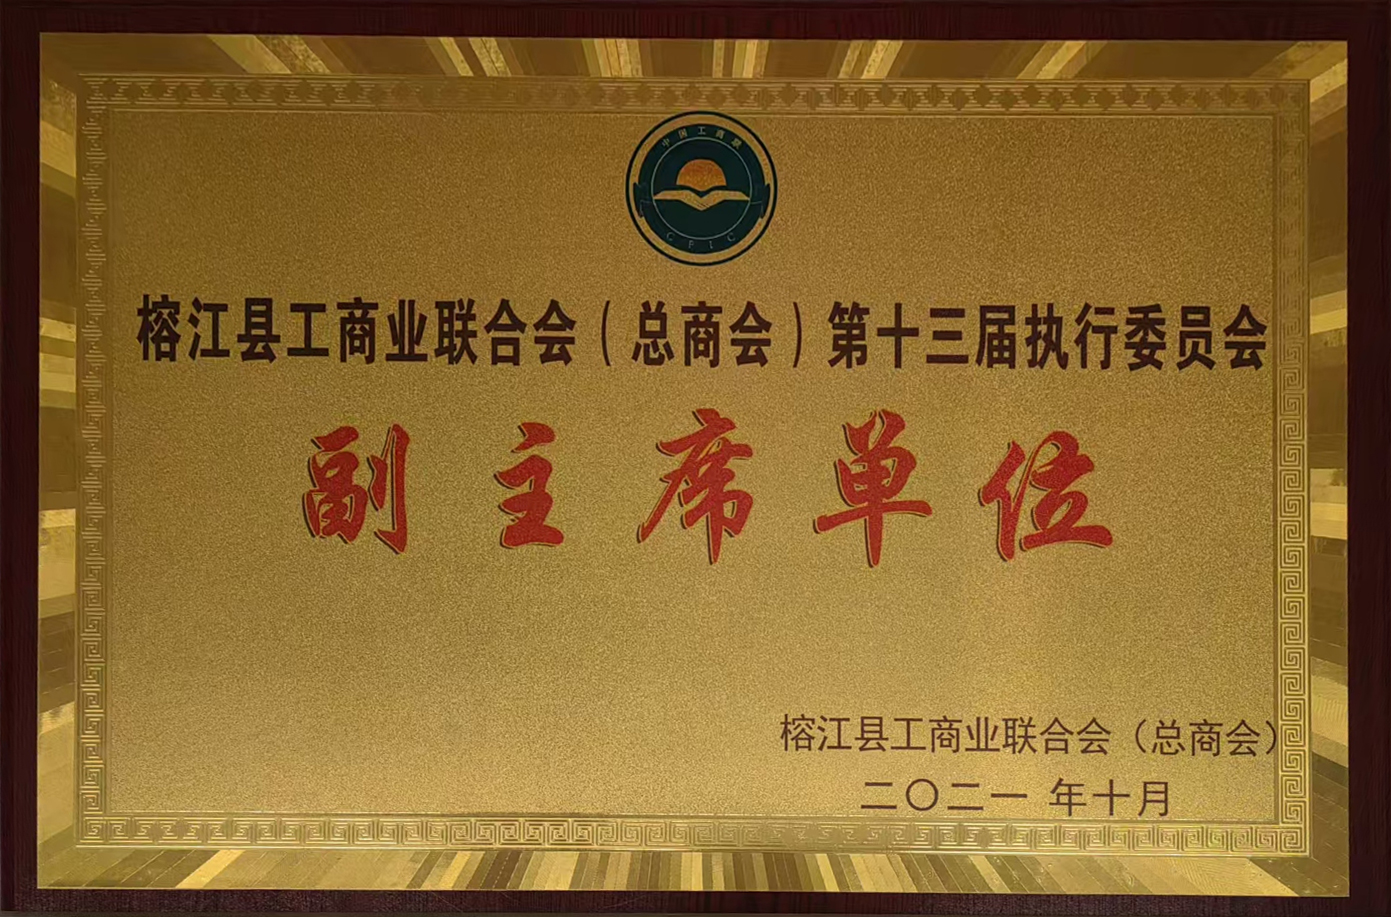 中国工商联
CFIC
榕江县工商业联合会（总商会）第十三届执行委员会
副主席单位
榕江县工商业联合会（总商会）
二〇二一 年十月